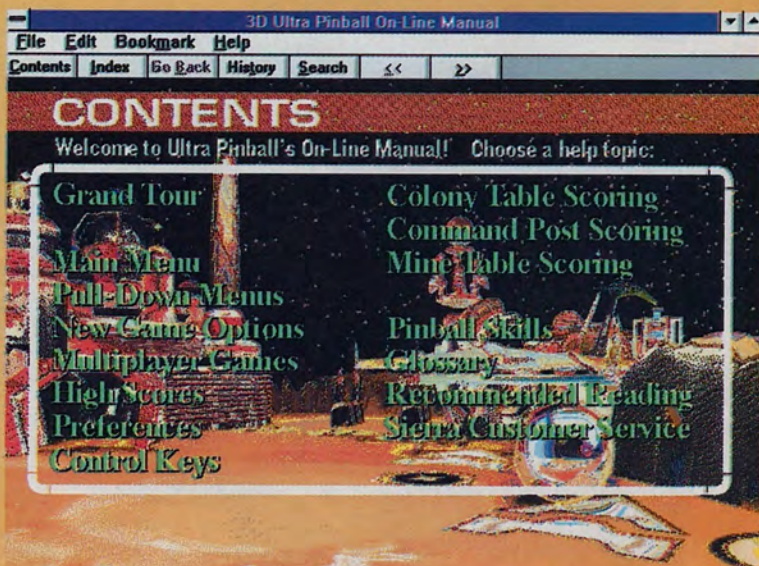 3D Ultra Pinball On-Line Manual
File Edit Bookmark Help
Contents Index Go Back History Search << >>
CONTENTS
Welcome to Ultra Pinball's On-Line Manual! Choose a help topic:
Grand Tour
Main Menu
Pull-Down Menus
New Game Options
Multiplayer Games
High Scores
Preferences
Control Keys
Colony Table Scoring
Command Post Scoring
Mine Table Scoring
Pinball Skills
Glossary
Recommended Reading
Sierra Customer Service